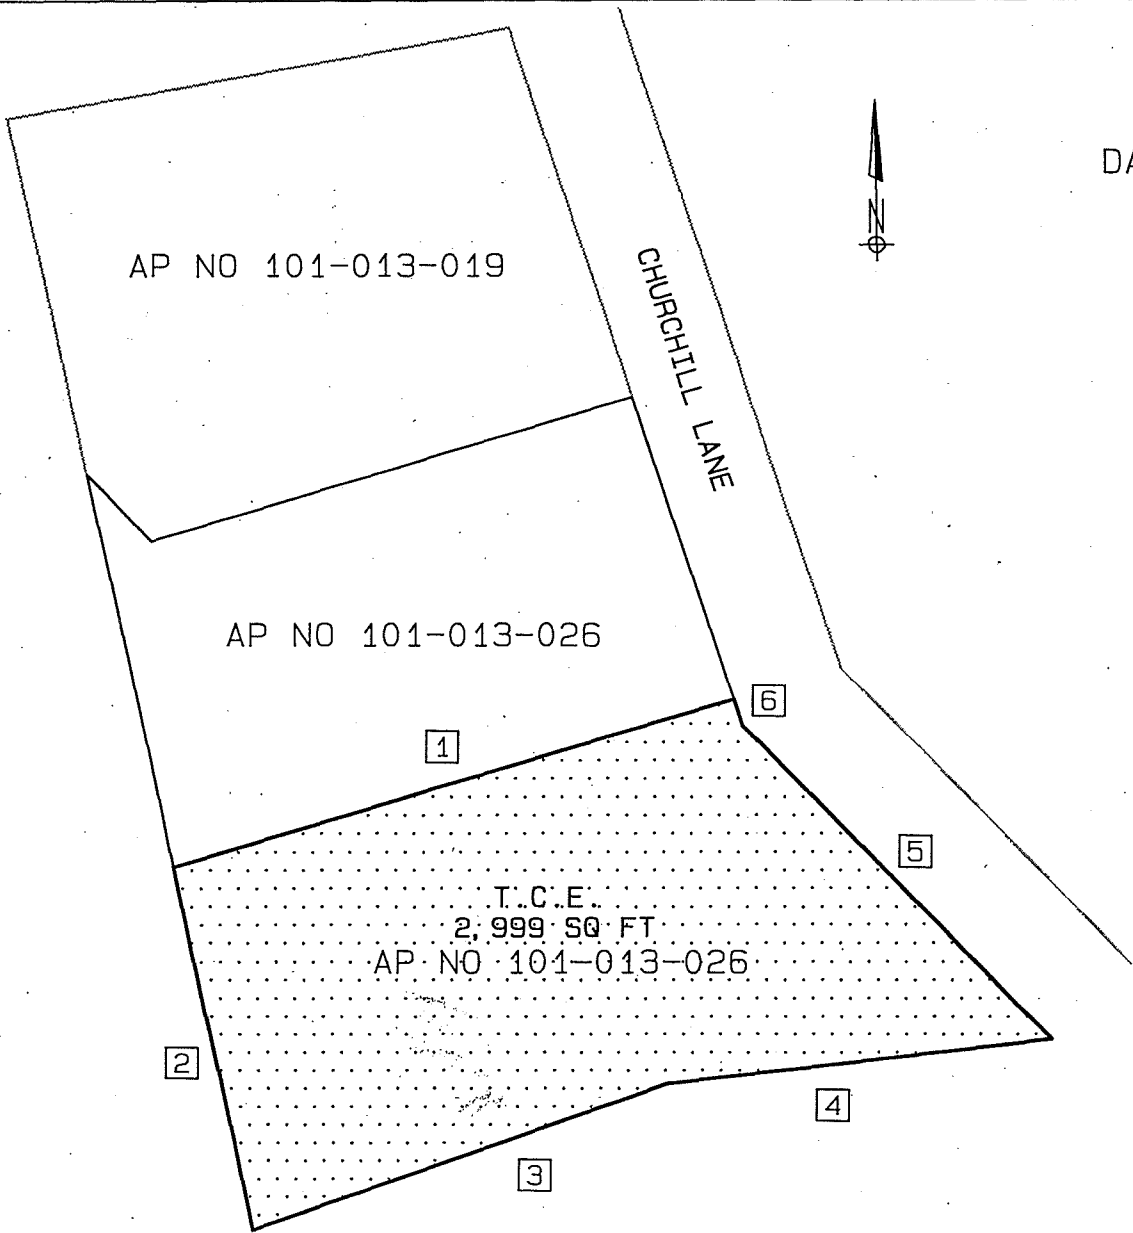 DA
N
AP NO 101-013-019
CHURCHILL LANE
AP NO 101-013-026
6
1
5
T.C.E.
2,999 SQ FT
AP NO 101-013-026
2
4
3